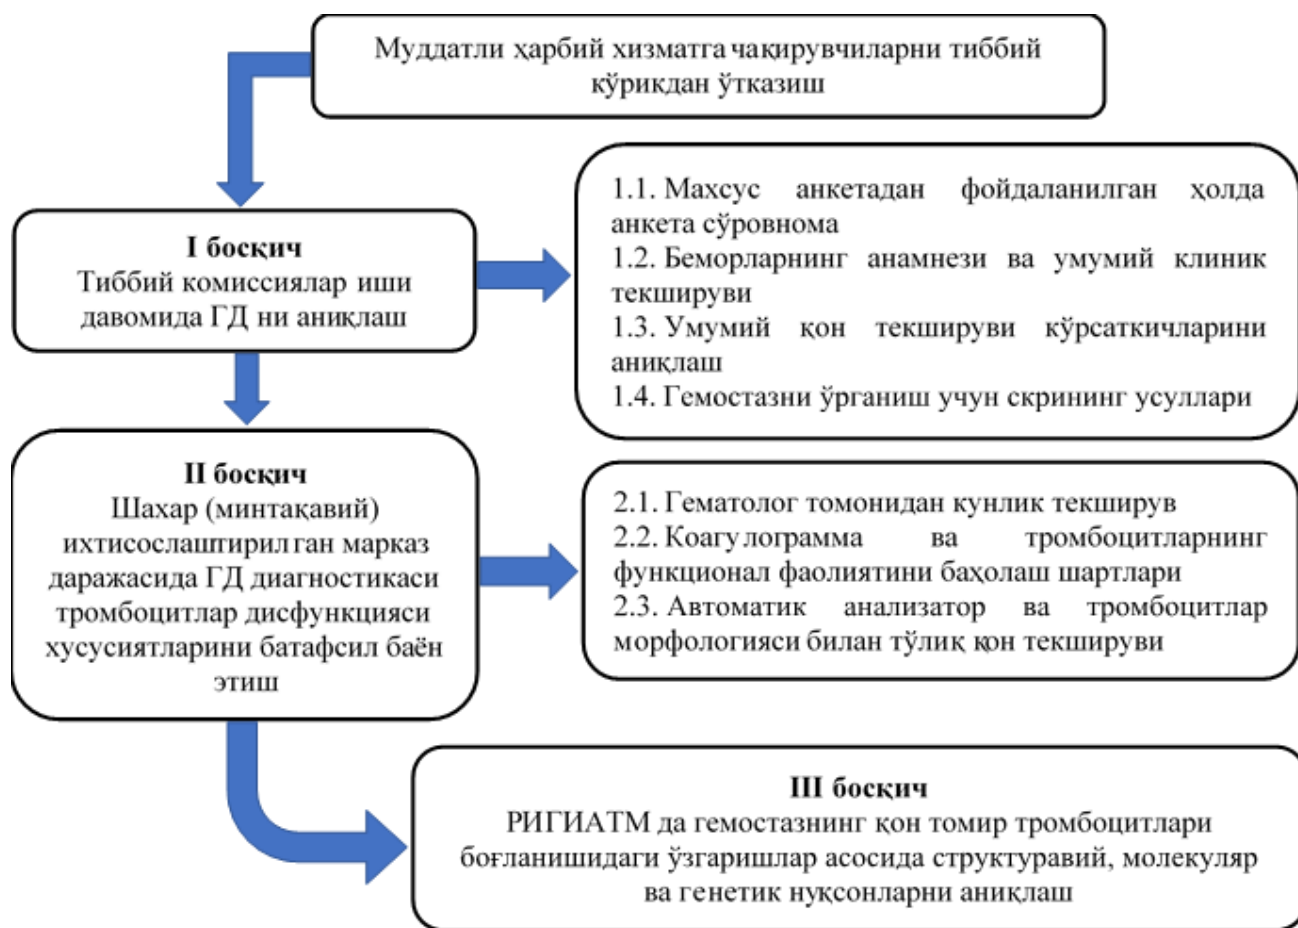 Муддатли ҳарбий хизматга чақирувчиларни тиббий
кўрикдан ўтказиш
I босқич
Тиббий комиссиялар иши
давомида ГД ни аниқлаш
1.1. Махсус анкетадан фойдаланилган ҳолда
анкета сўровнома
1.2. Беморларнинг анамнези ва умумий клиник
текшируви
1.3. Умумий қон текшируви кўрсаткичларини
аниқлаш
1.4. Гемостазни ўрганиш учун скрининг усуллари
II босқич
Шахар (минтақавий)
ихтисослаштирилган марказ
даражасида ГД диагностикаси
тромбоцитлар дисфункцияси
хусусиятларини батафсил баён
этиш
2.1. Гематолог томонидан кунлик текширув
2.2. Коагулограмма ва тромбоцитларнинг
функционал фаолиятини баҳолаш шартлари
2.3. Автоматик анализатор ва тромбоцитлар
морфологияси билан тўлиқ қон текшируви
III босқич
РИГИАТМ да гемостазнинг қон томир тромбоцитлари
боғланишидаги ўзгаришлар асосида структуравий, молекуляр
ва генетик нуқсонларни аниқлаш